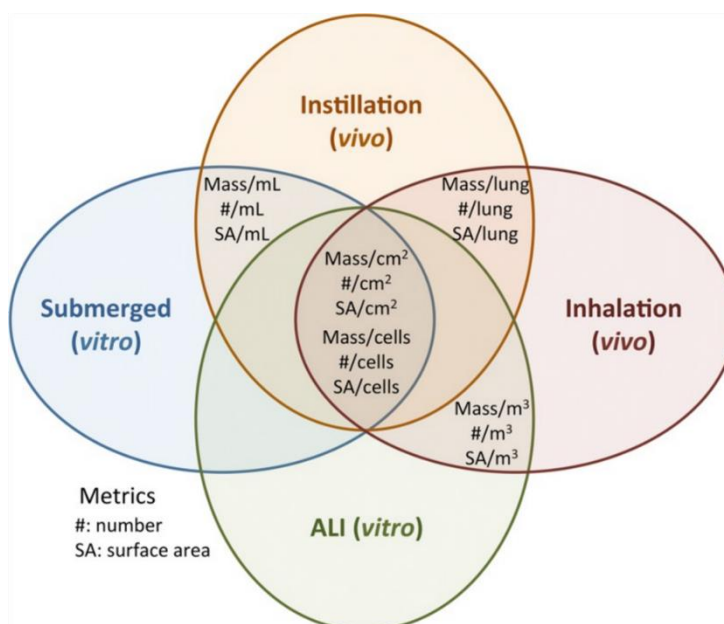 Instillation
(vivo)
Mass/mL
#/mL
SA/mL
Mass/lung
#/lung
SA/lung
Mass/cm²
#/cm²
SA/cm²
Mass/cells
#/cells
SA/cells
Submerged
(vitro)
Inhalation
(vivo)
Mass/m³
#/m³
SA/m³
Metrics
#: number
SA: surface area
ALI (vitro)